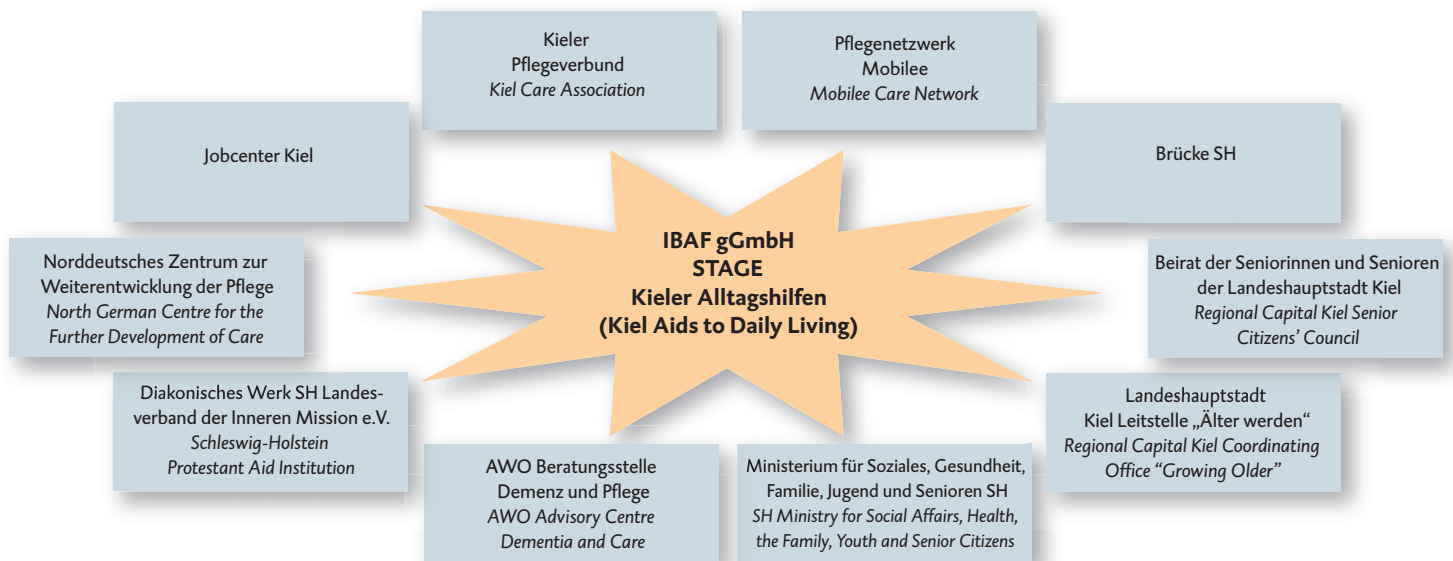 Kieler
Pflegeverbund
Kiel Care Association
Pflegenetzwerk
Mobilee
Mobilee Care Network
Jobcenter Kiel
Brücke SH
IBAF gGmbH
STAGE
Kieler Alltagshilfen
(Kiel Aids to Daily Living)
Norddeutsches Zentrum zur
Weiterentwicklung der Pflege
North German Centre for the
Further Development of Care
Beirat der Seniorinnen und Senioren
der Landeshauptstadt Kiel
Regional Capital Kiel Senior
Citizens’ Council
Diakonisches Werk SH Landes-
verband der Inneren Mission e.V.
Schleswig-Holstein
Protestant Aid Institution
Landeshauptstadt
Kiel Leitstelle „Älter werden“
Regional Capital Kiel Coordinating
Office “Growing Older”
AWO Beratungsstelle
Demenz und Pflege
AWO Advisory Centre
Dementia and Care
Ministerium für Soziales, Gesundheit,
Familie, Jugend und Senioren SH
SH Ministry for Social Affairs, Health,
the Family, Youth and Senior Citizens